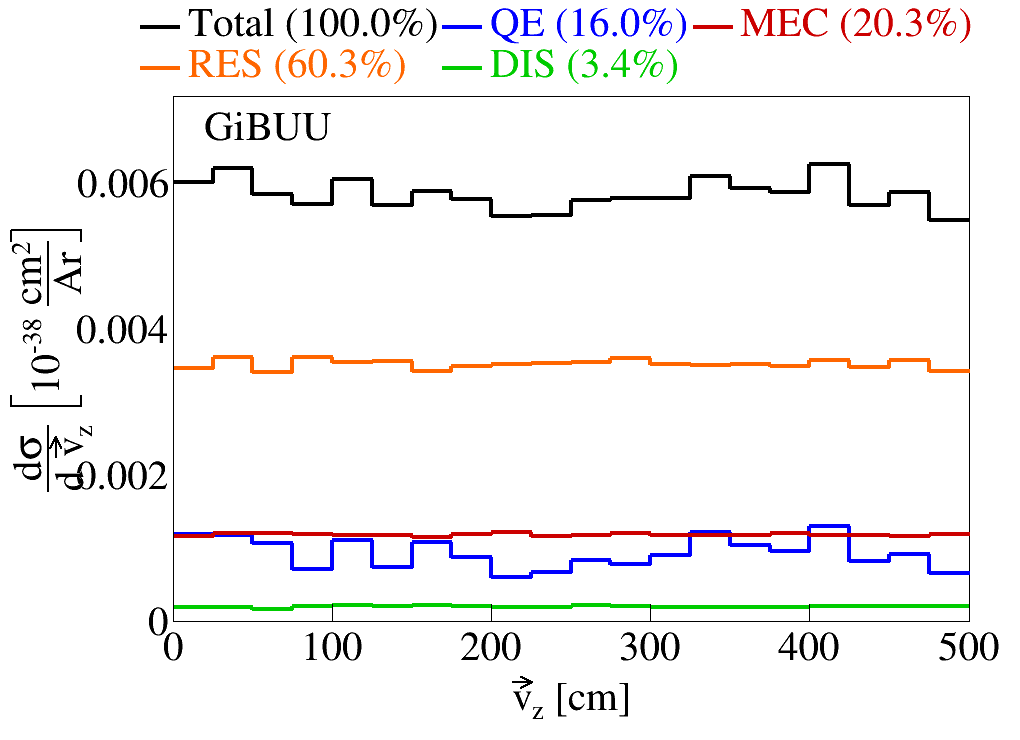 Total (100.0%) QE (16.0%) MEC (20.3%)
RES (60.3%) DIS (3.4%)
GiBUU
0.006
0.004
0.002
0
0 100 200 300 400 500
v⃗z [cm]
dσ/dv⃗z [10⁻³⁸ cm²/Ar]